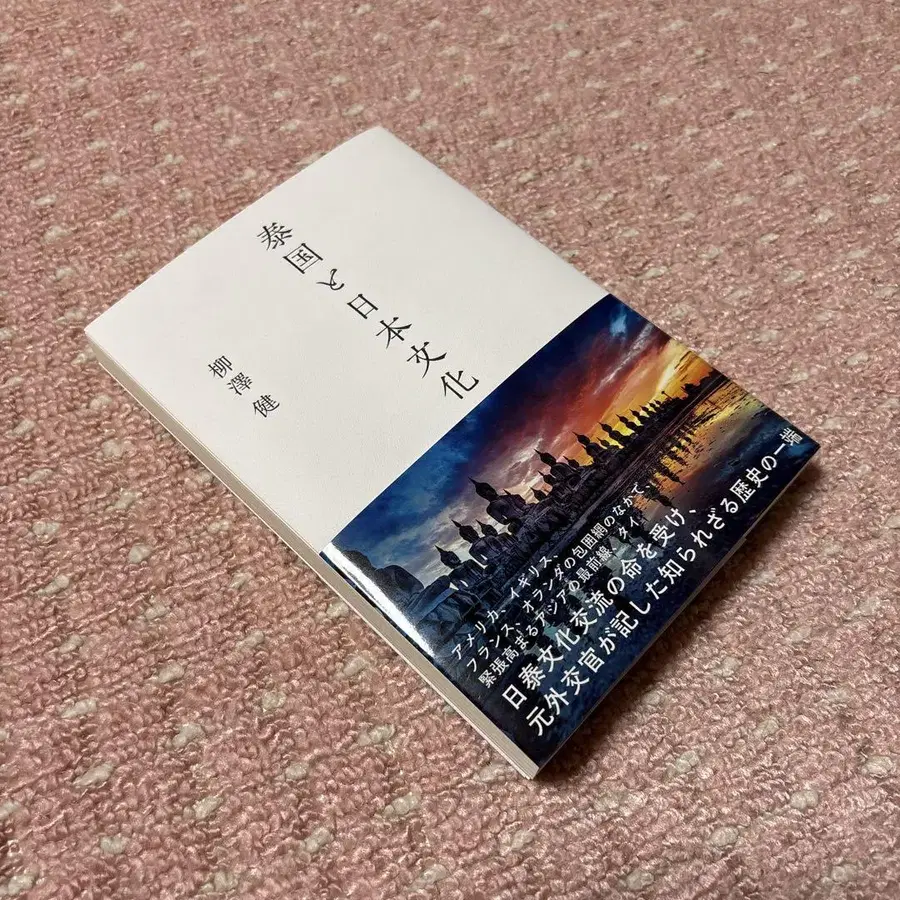 泰国と日本文化
柳澤健
アメリカ、イギリス、
フランス、オランダの包囲網のなかで
緊張高まるアジアの最前線・タイ
日泰文化交流の命を受け、
元外交官が記した知られざる歴史の一端